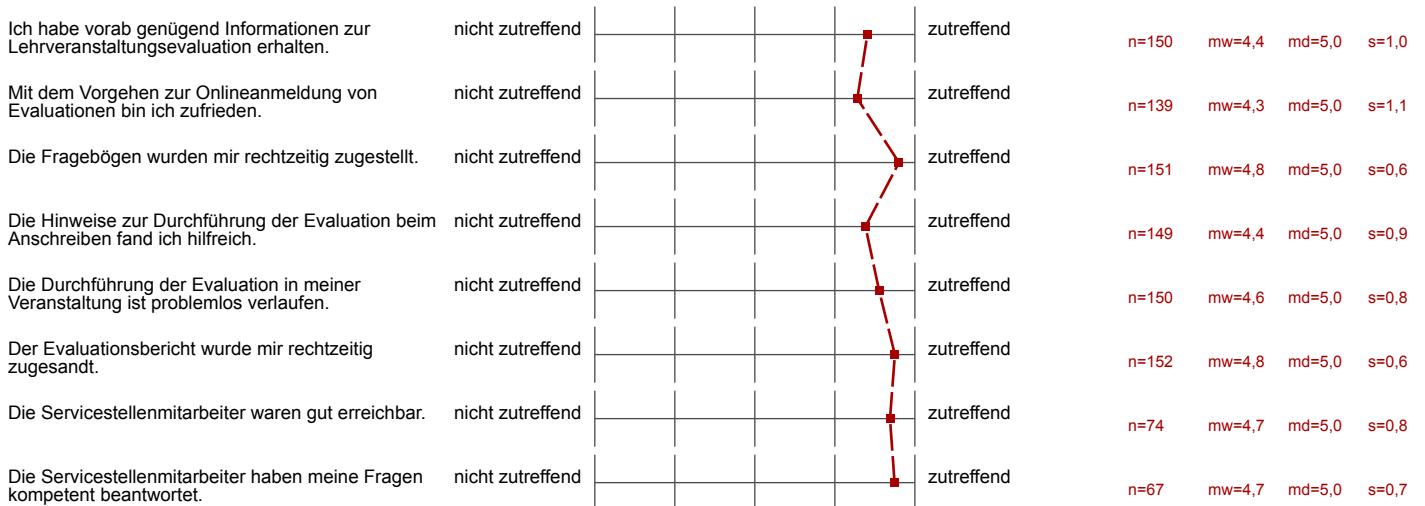 Ich habe vorab genügend Informationen zur
Lehrveranstaltungsevaluation erhalten.
nicht zutreffend
zutreffend
n=150 mw=4,4 md=5,0 s=1,0
Mit dem Vorgehen zur Onlineanmeldung von
Evaluationen bin ich zufrieden.
nicht zutreffend
zutreffend
n=139 mw=4,3 md=5,0 s=1,1
Die Fragebögen wurden mir rechtzeitig zugestellt.
nicht zutreffend
zutreffend
n=151 mw=4,8 md=5,0 s=0,6
Die Hinweise zur Durchführung der Evaluation beim
Anschreiben fand ich hilfreich.
nicht zutreffend
zutreffend
n=149 mw=4,4 md=5,0 s=0,9
Die Durchführung der Evaluation in meiner
Veranstaltung ist problemlos verlaufen.
nicht zutreffend
zutreffend
n=150 mw=4,6 md=5,0 s=0,8
Der Evaluationsbericht wurde mir rechtzeitig
zugesandt.
nicht zutreffend
zutreffend
n=152 mw=4,8 md=5,0 s=0,6
Die Servicestellenmitarbeiter waren gut erreichbar.
nicht zutreffend
zutreffend
n=74 mw=4,7 md=5,0 s=0,8
Die Servicestellenmitarbeiter haben meine Fragen
kompetent beantwortet.
nicht zutreffend
zutreffend
n=67 mw=4,7 md=5,0 s=0,7